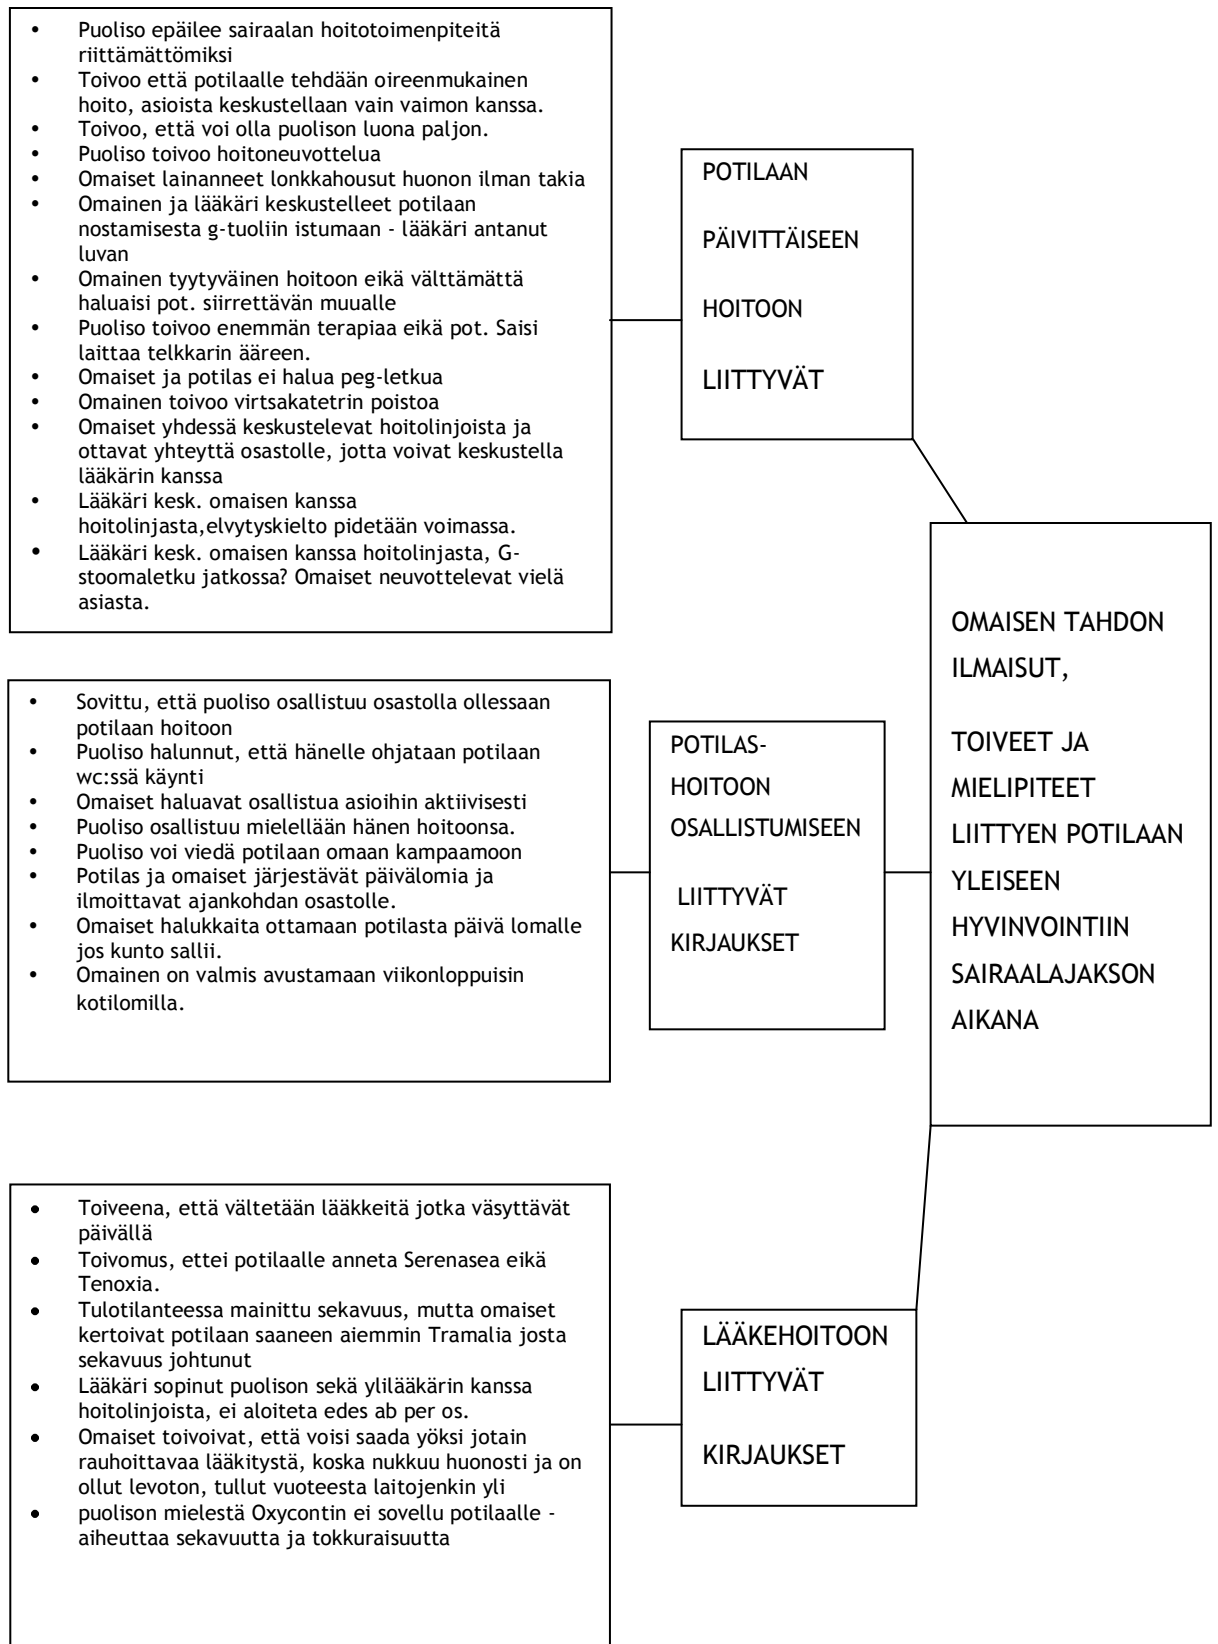 • Puoliso epäilee sairaalan hoitotoimenpiteitä
riittämättömiksi
• Toivoo että potilaalle tehdään oireenmukainen
hoito, asioista keskustellaan vain vaimon kanssa.
• Toivoo, että voi olla puolison luona paljon.
• Puoliso toivoo hoitoneuvottelua
• Omaiset lainanneet lonkkahousut huonon ilman takia
• Omainen ja lääkäri keskustelleet potilaan
nostamisesta g-tuoliin istumaan - lääkäri antanut
luvan
• Omainen tyytyväinen hoitoon eikä välttämättä
haluaisi pot. siirrettävän muualle
• Puoliso toivoo enemmän terapiaa eikä pot. Saisi
laittaa telkkarin ääreen.
• Omaiset ja potilas ei halua peg-letkua
• Omainen toivoo virtsakatetrin poistoa
• Omaiset yhdessä keskustelevat hoitolinjoista ja
ottavat yhteyttä osastolle, jotta voivat keskustella
lääkärin kanssa
• Lääkäri kesk. omaisen kanssa
hoitolinjasta,elvytyskielto pidetään voimassa.
• Lääkäri kesk. omaisen kanssa hoitolinjasta, G-
stoomaletku jatkossa? Omaiset neuvottelevat vielä
asiasta.
POTILAAN
PÄIVITTÄISEEN
HOITOON
LIITTYVÄT
• Sovittu, että puoliso osallistuu osastolla ollessaan
potilaan hoitoon
• Puoliso halunnut, että hänelle ohjataan potilaan
wc:ssä käynti
• Omaiset haluavat osallistua asioihin aktiivisesti
• Puoliso osallistuu mielellään hänen hoitoonsa.
• Puoliso voi viedä potilaan omaan kampaamoon
• Potilas ja omaiset järjestävät päivälomia ja
ilmoittavat ajankohdan osastolle.
• Omaiset halukkaita ottamaan potilasta päivä lomalle
jos kunto sallii.
• Omainen on valmis avustamaan viikonloppuisin
kotilomilla.
POTILAS-
HOITOON
OSALLISTUMISEEN
LIITTYVÄT
KIRJAUKSET
OMAISEN TAHDON
ILMAISUT,
TOIVEET JA
MIELIPITEET
LIITTYEN POTILAAN
YLEISEEN
HYVINVOINTIIN
SAIRAALAJAKSON
AIKANA
• Toiveena, että vältetään lääkkeitä jotka väsyttävät
päivällä
• Toivomus, ettei potilaalle anneta Serenasea eikä
Tenoxia.
• Tulotilanteessa mainittu sekavuus, mutta omaiset
kertoivat potilaan saaneen aiemmin Tramalia josta
sekavuus johtunut
• Lääkäri sopinut puolison sekä ylilääkärin kanssa
hoitolinjoista, ei aloiteta edes ab per os.
• Omaiset toivoivat, että voisi saada yöksi jotain
rauhoittavaa lääkitystä, koska nukkuu huonosti ja on
ollut levoton, tullut vuoteesta laitojenkin yli
• puolison mielestä Oxycontin ei sovellu potilaalle -
aiheuttaa sekavuutta ja tokkuraisuutta
LÄÄKEHOITOON
LIITTYVÄT
KIRJAUKSET